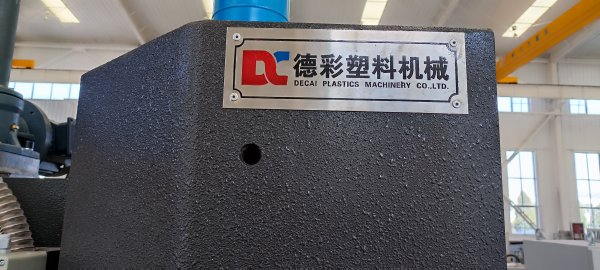 DC 德彩塑料机械
DECAI PLASTICS MACHINERY CO.,LTD.